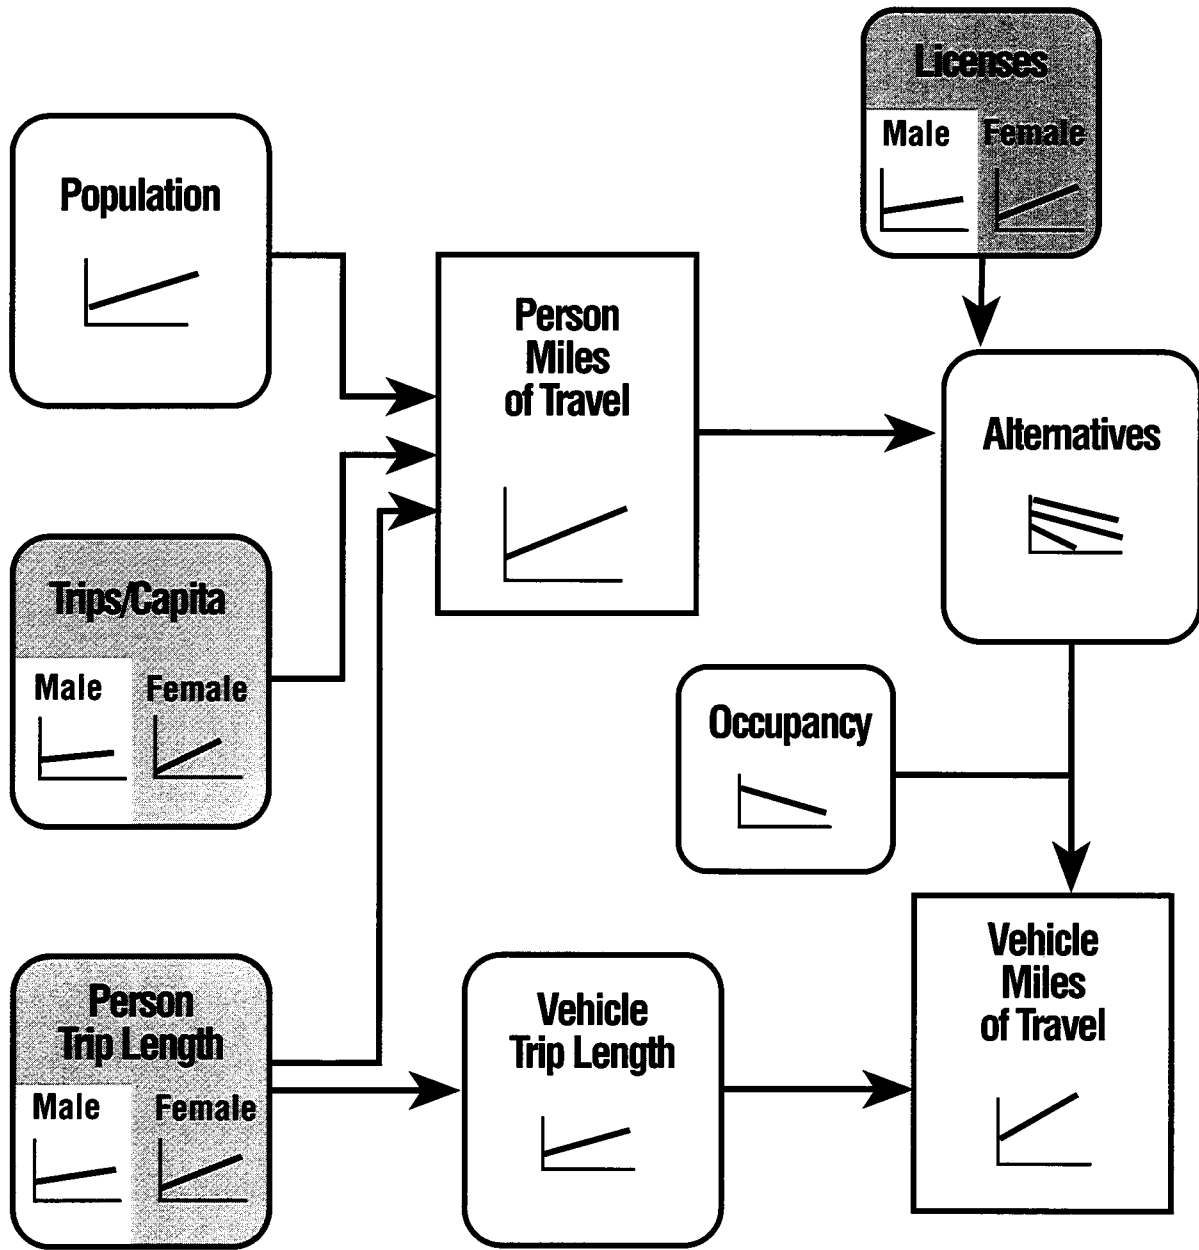 Licenses
Male Female
Population
Person
Miles
of Travel
Alternatives
Trips/Capita
Male Female
Occupancy
Person
Trip Length
Male Female
Vehicle
Trip Length
Vehicle
Miles
of Travel